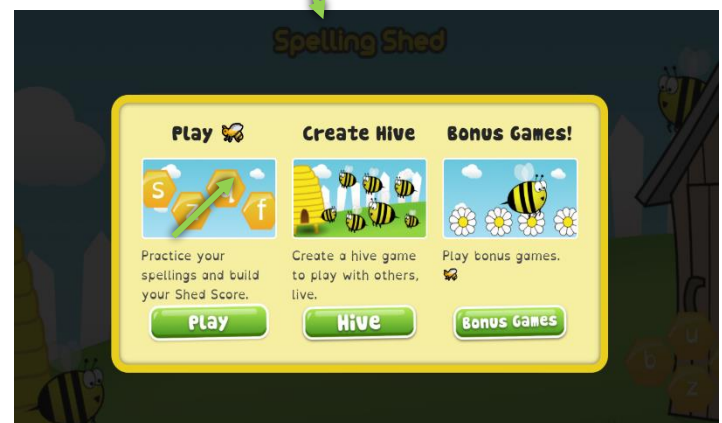 Spelling Shed
Play
Create Hive
Bonus Games!
s
f
Practice your
spellings and build
your Shed Score.
Create a hive game
to play with others,
live.
Play bonus games.
Play
Hive
Bonus Games
b
u
z